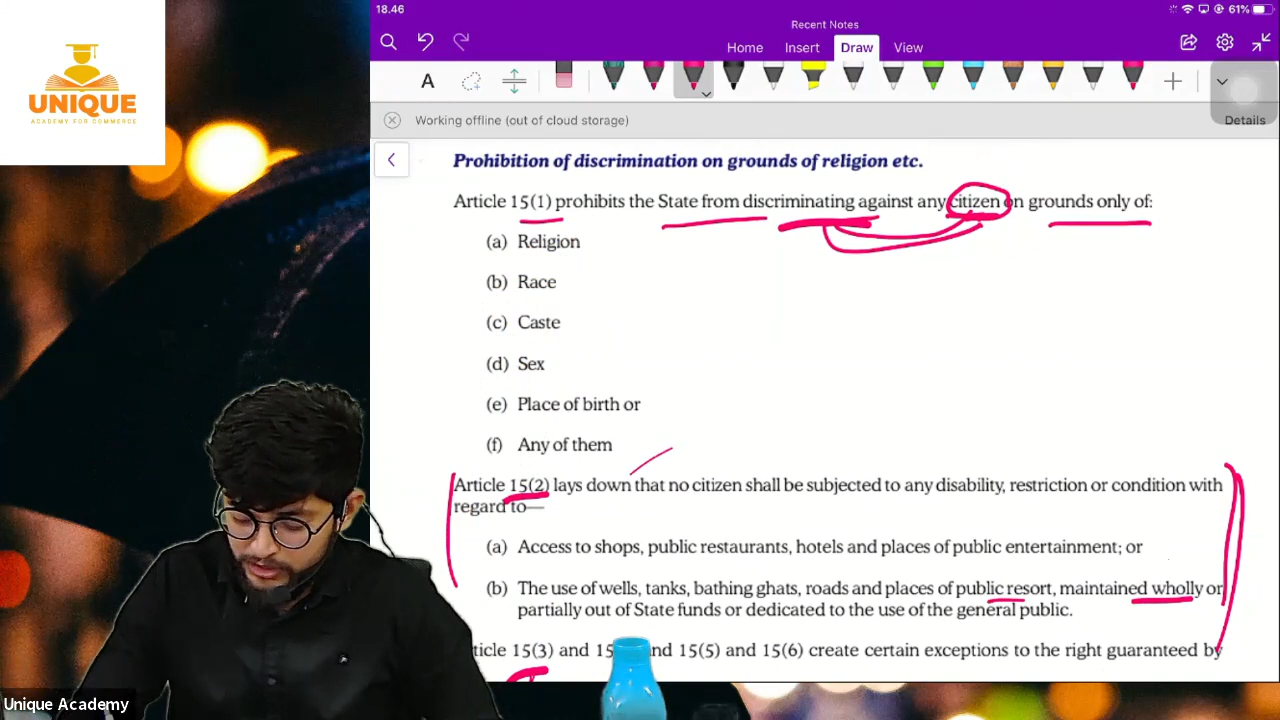 18.46
61%
Recent Notes
Home Insert Draw View
UNIQUE
ACADEMY FOR COMMERCE
A
Working offline (out of cloud storage)
Details
Prohibition of discrimination on grounds of religion etc.
Article 15(1) prohibits the State from discriminating against any citizen on grounds only of:
(a) Religion
(b) Race
(c) Caste
(d) Sex
(e) Place of birth or
(f) Any of them
Article 15(2) lays down that no citizen shall be subjected to any disability, restriction or condition with
regard to—
(a) Access to shops, public restaurants, hotels and places of public entertainment; or
(b) The use of wells, tanks, bathing ghats, roads and places of public resort, maintained wholly or
partially out of State funds or dedicated to the use of the general public.
15(3) and 15 and 15(5) and 15(6) create certain exceptions to the right guaranteed by
Unique Academy